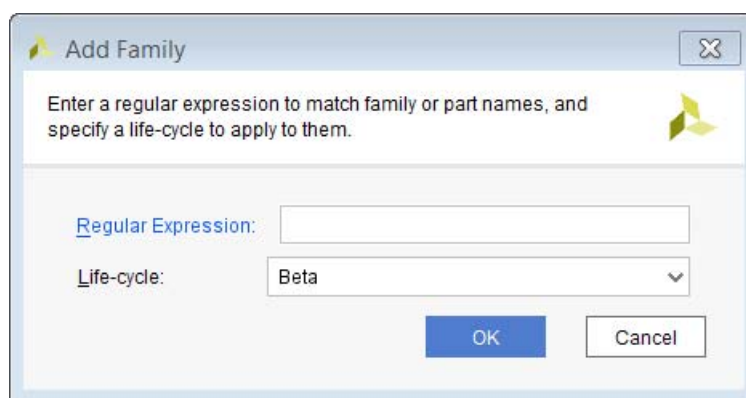 Add Family
Enter a regular expression to match family or part names, and
specify a life-cycle to apply to them.
Regular Expression:
Life-cycle: Beta
OK Cancel